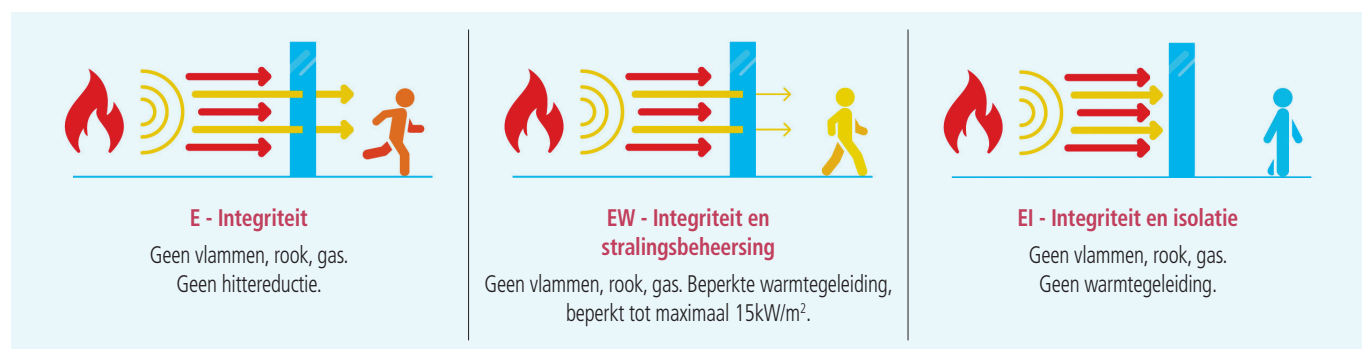 E - Integriteit
Geen vlammen, rook, gas.
Geen hittereductie.
EW - Integriteit en
stralingsbeheersing
Geen vlammen, rook, gas. Beperkte warmtegeleiding,
beperkt tot maximaal 15kW/m².
EI - Integriteit en isolatie
Geen vlammen, rook, gas.
Geen warmtegeleiding.